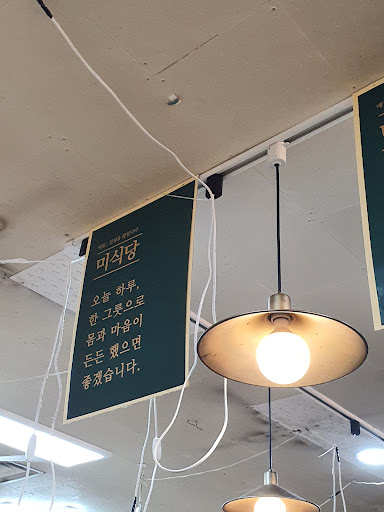 미식당
오늘 하루,
한 그릇으로
몸과 마음이
든든 했으면
좋겠습니다.